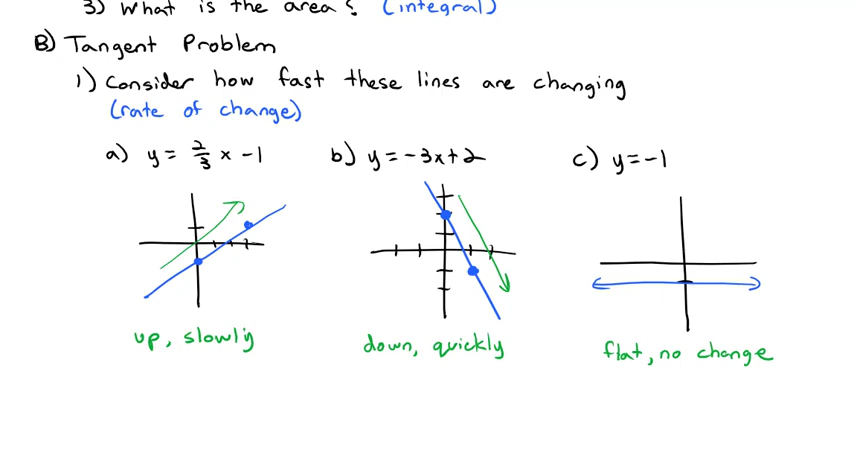 3) What is the area? (integral)
B) Tangent Problem
1) Consider how fast these lines are changing
(rate of change)
a) y = 2/3 x - 1
b) y = -3x + 2
c) y = -1
up, slowly
down, quickly
flat, no change